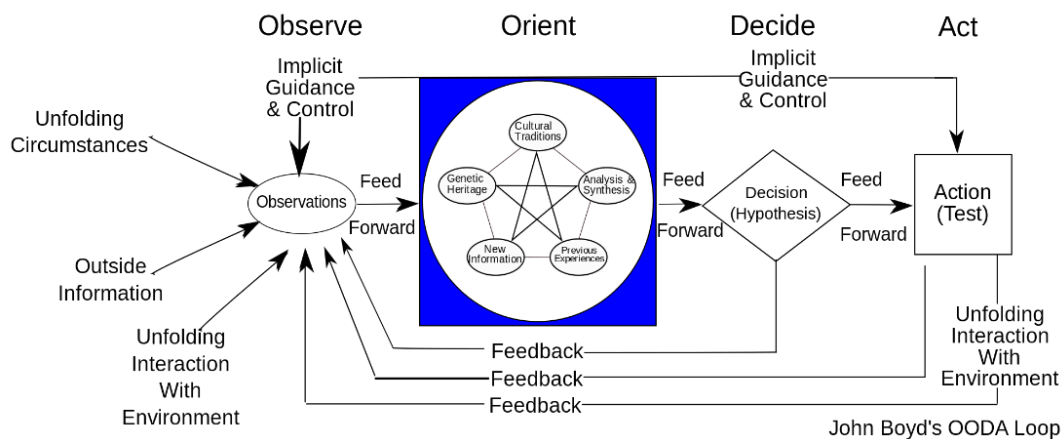 Observe
Orient
Decide
Act
Implicit
Guidance
& Control
Implicit
Guidance
& Control
Unfolding
Circumstances
Observations
Outside
Information
Unfolding
Interaction
With
Environment
Feed
Forward
Cultural
Traditions
Genetic
Heritage
Analysis &
Synthesis
New
Information
Previous
Experiences
Feed
Forward
Decision
(Hypothesis)
Feed
Forward
Action
(Test)
Unfolding
Interaction
With
Environment
Feedback
Feedback
Feedback
John Boyd's OODA Loop